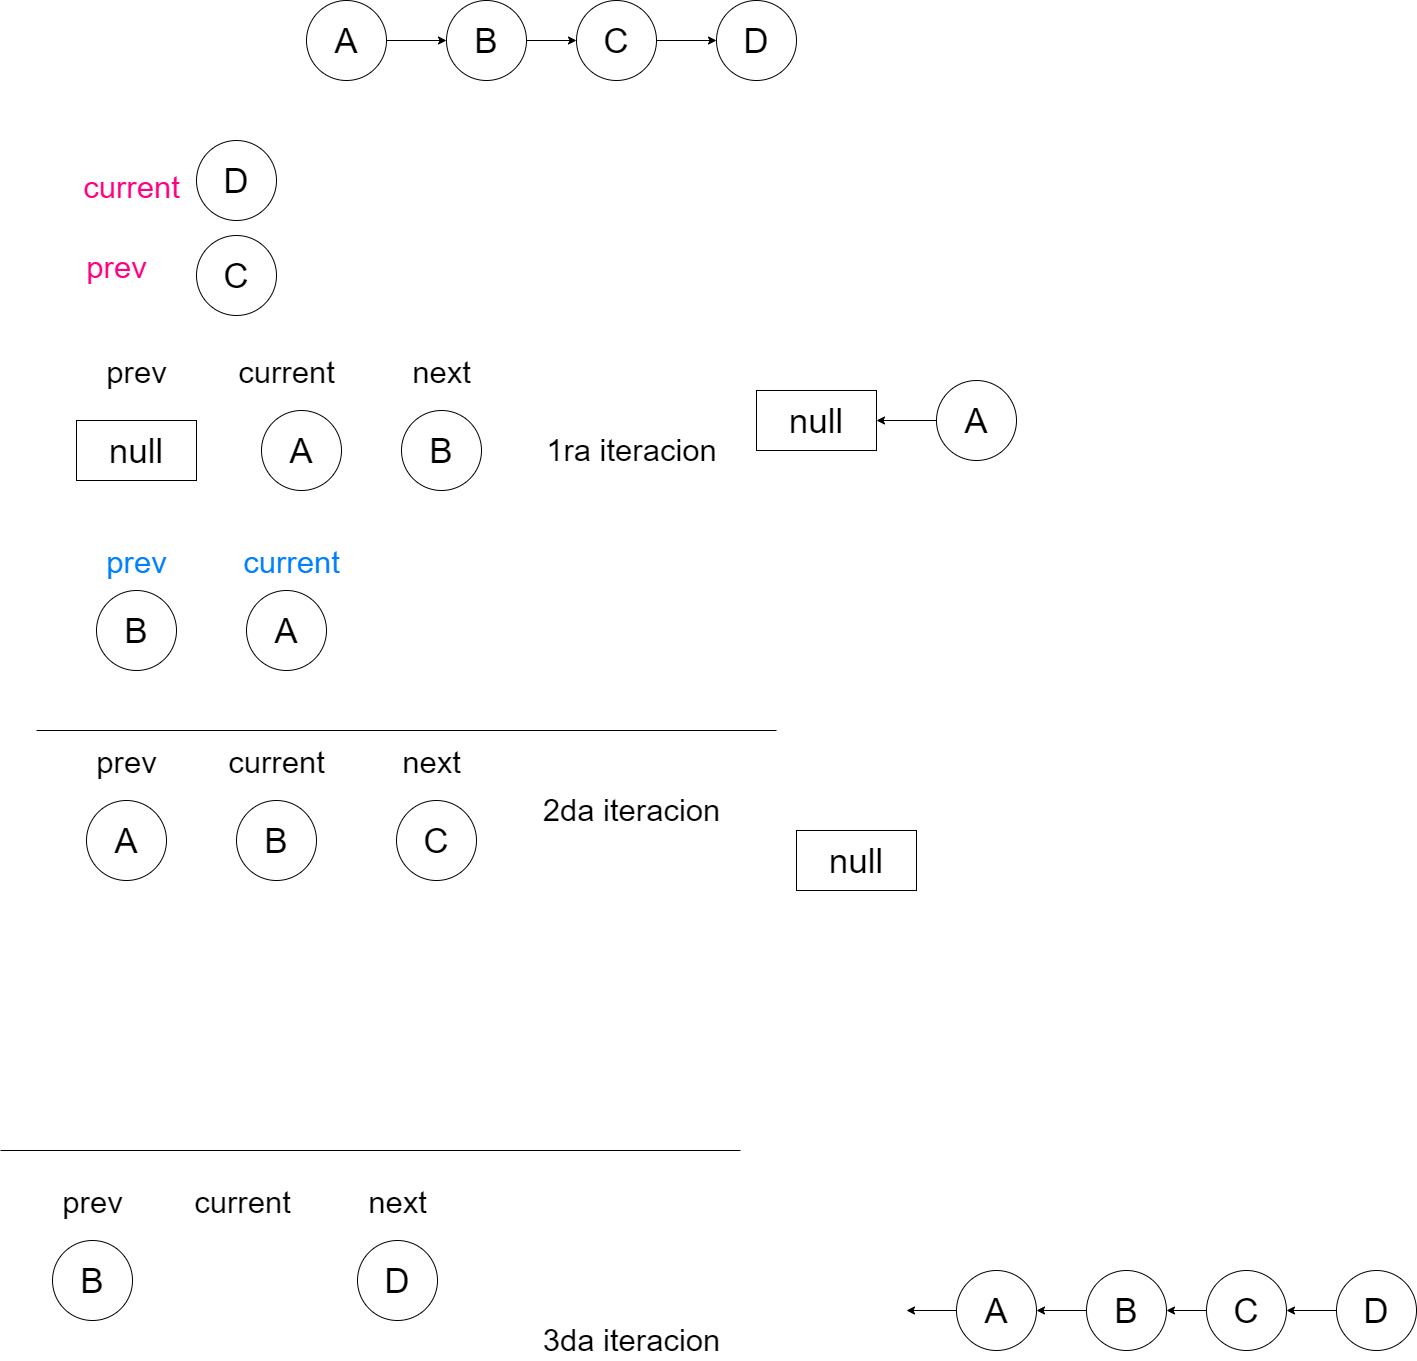 A B C D
current D
prev C
prev current next
null A B 1ra iteracion null A
prev current
B A
prev current next
A B C 2da iteracion
null
prev current next
B D
A B C D
3da iteracion